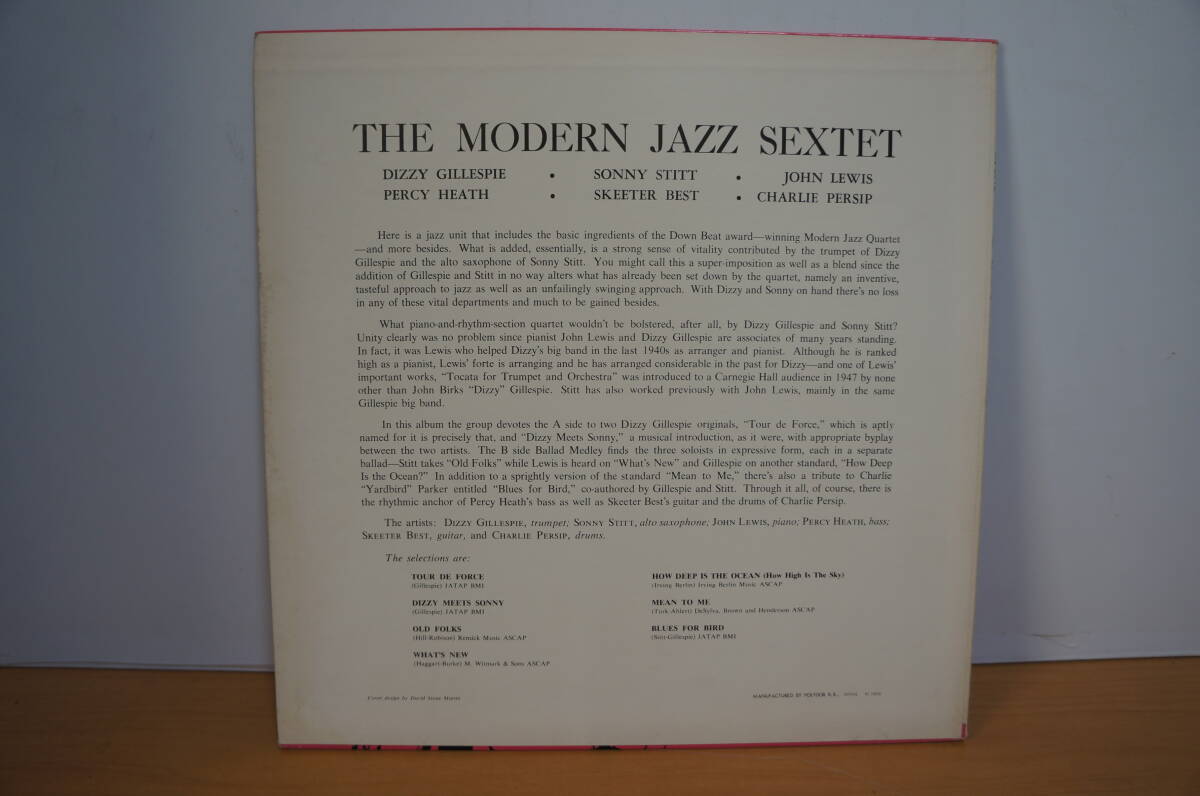 THE MODERN JAZZ SEXTET
DIZZY GILLESPIE • SONNY STITT • JOHN LEWIS
PERCY HEATH • SKEETER BEST • CHARLIE PERSIP
Here is a jazz unit that includes the basic ingredients of the Down Beat award—winning Modern Jazz Quartet
—and more besides. What is added, essentially, is a strong sense of vitality contributed by the trumpet of Dizzy
Gillespie and the alto saxophone of Sonny Stitt. You might call this a super-imposition as well as a blend since the
addition of Gillespie and Stitt in no way alters what has already been set down by the quartet, namely an inventive,
tasteful approach to jazz as well as an unfailingly swinging approach. With Dizzy and Sonny on hand there's no loss
in any of these vital departments and much to be gained besides.
What piano-and-rhythm-section quartet wouldn't be bolstered, after all, by Dizzy Gillespie and Sonny Stitt?
Unity clearly was no problem since pianist John Lewis and Dizzy Gillespie are associates of many years standing.
In fact, it was Lewis who helped Dizzy's big band in the last 1940s as arranger and pianist. Although he is ranked
high as a pianist, Lewis' forte is arranging and he has arranged considerable in the past for Dizzy—and one of Lewis'
important works, "Tocata for Trumpet and Orchestra" was introduced to a Carnegie Hall audience in 1947 by none
other than John Birks "Dizzy" Gillespie. Stitt has also worked previously with John Lewis, mainly in the same
Gillespie big band.
In this album the group devotes the A side to two Dizzy Gillespie originals, "Tour de Force," which is aptly
named for it is precisely that, and "Dizzy Meets Sonny," a musical introduction, as it were, with appropriate byplay
between the two artists. The B side Ballad Medley finds the three soloists in expressive form, each in a separate
ballad—Stitt takes "Old Folks" while Lewis is heard on "What's New" and Gillespie on another standard, "How Deep
Is the Ocean?" In addition to a sprightly version of the standard "Mean to Me," there's also a tribute to Charlie
"Yardbird" Parker entitled "Blues for Bird," co-authored by Gillespie and Stitt. Through it all, of course, there is
the rhythmic anchor of Percy Heath's bass as well as Skeeter Best's guitar and the drums of Charlie Persip.
The artists: DIZZY GILLESPIE, trumpet; SONNY STITT, alto saxophone; JOHN LEWIS, piano; PERCY HEATH, bass;
SKEETER BEST, guitar, and CHARLIE PERSIP, drums.
The selections are:
TOUR DE FORCE
(Gillespie) JATAP BMI
DIZZY MEETS SONNY
(Gillespie) JATAP BMI
OLD FOLKS
(Hill-Robison) Remick Music ASCAP
WHAT'S NEW
(Haggart-Burke) M. Witmark & Sons ASCAP
HOW DEEP IS THE OCEAN (How High Is The Sky)
(Irving Berlin) Irving Berlin Music ASCAP
MEAN TO ME
(Turk Ahlert) DeSylva, Brown and Henderson ASCAP
BLUES FOR BIRD
(Stitt-Gillespie) JATAP BMI
Cover design by David Stone Martin
MANUFACTURED BY POLYDOR K.K.,